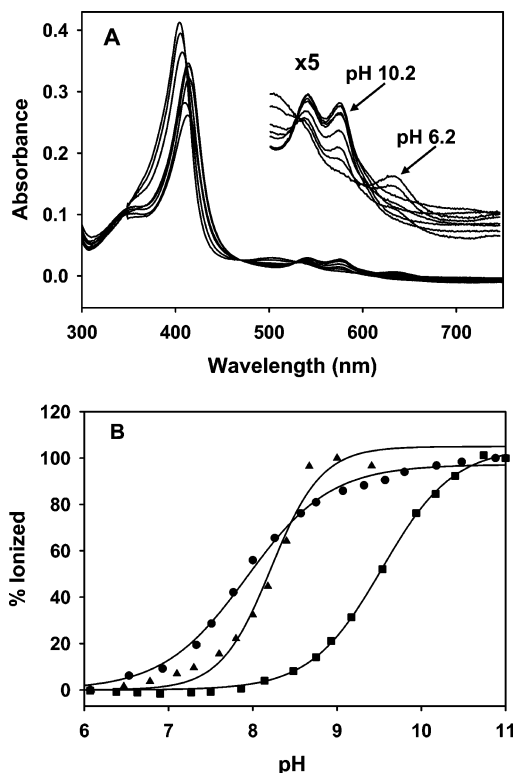 A
x5
pH 10.2
pH 6.2
Absorbance
0.4
0.3
0.2
0.1
0.0
300 400 500 600 700
Wavelength (nm)
B
% Ionized
120
100
80
60
40
20
0
6 7 8 9 10 11
pH